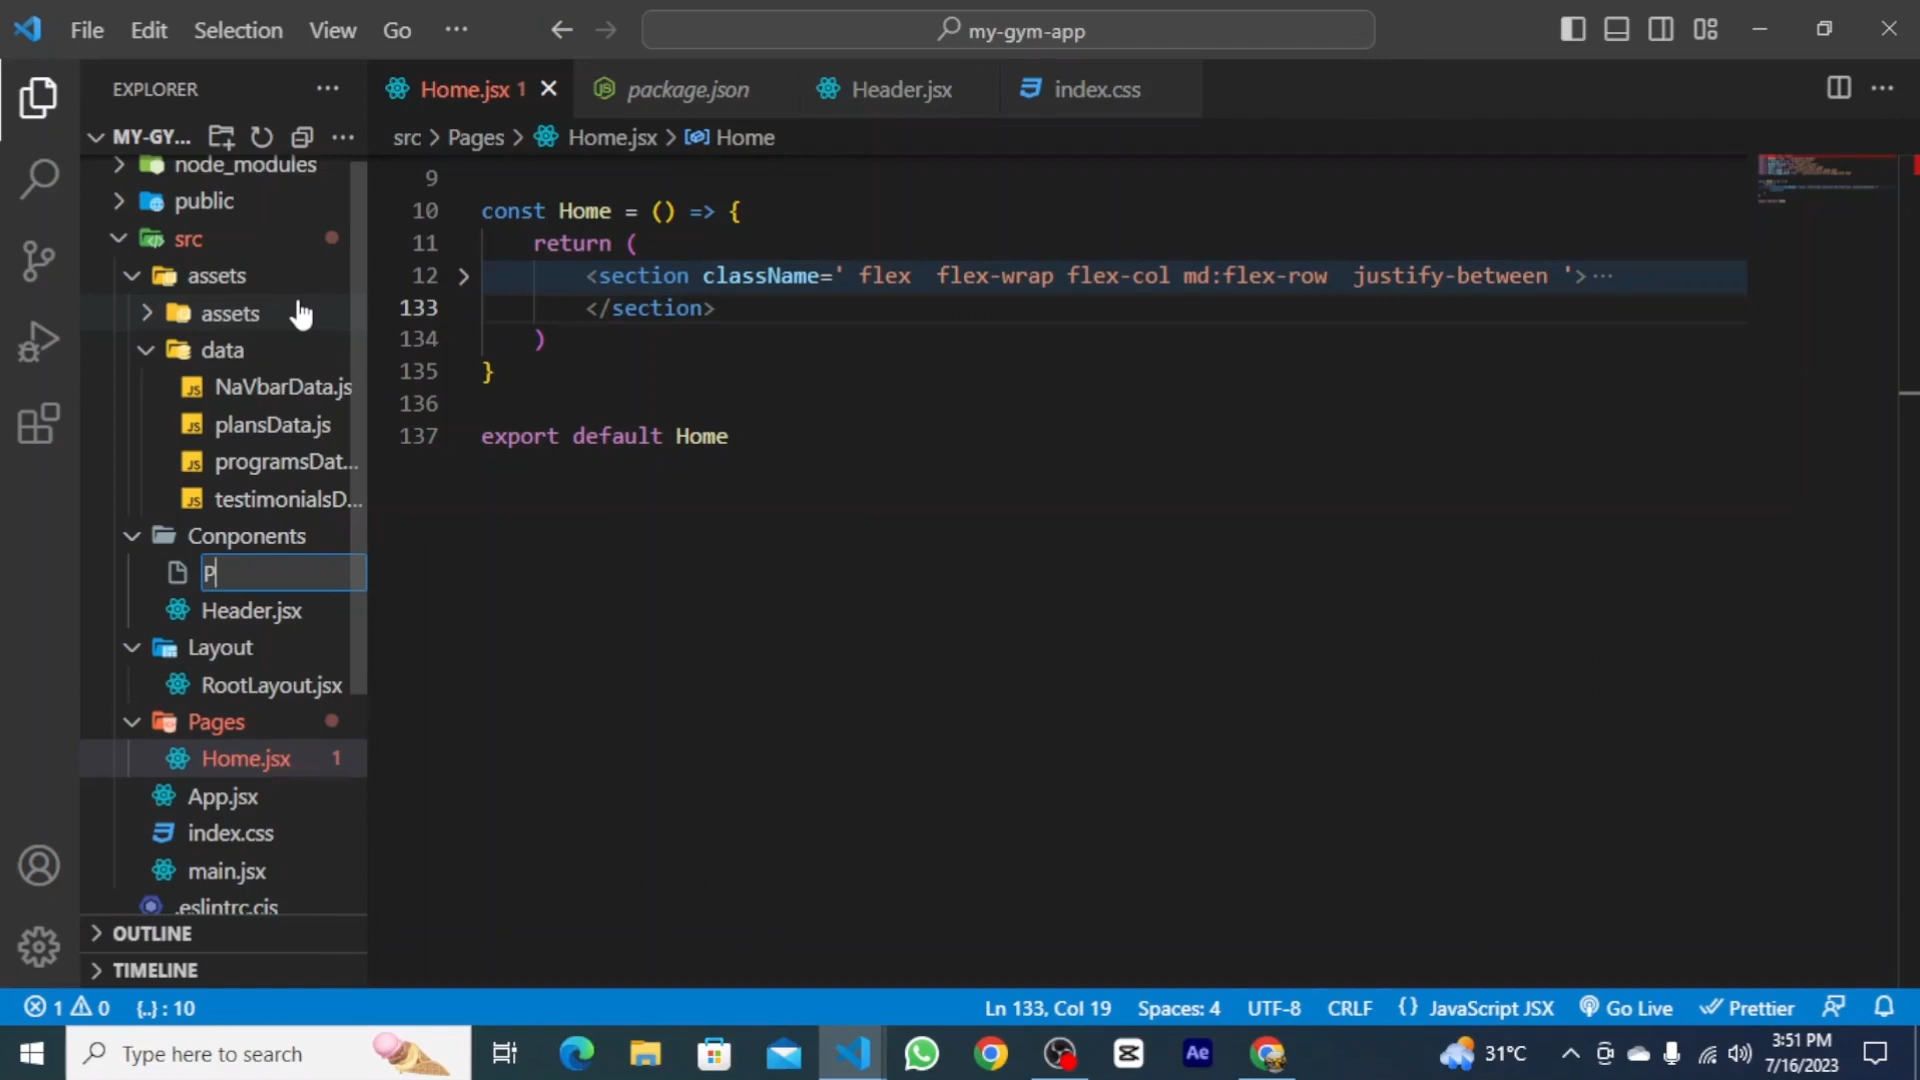 File Edit Selection View Go ··· my-gym-app
EXPLORER ···
Home.jsx 1 package.json Header.jsx index.css
MY-GY... ···
src > Pages > Home.jsx > Home
node_modules
public
src
assets
assets
data
NaVbarData.js
plansData.js
programsDat...
testimonialsD...
Conponents
P
Header.jsx
Layout
RootLayout.jsx
Pages
Home.jsx 1
App.jsx
index.css
main.jsx
.eslintrc.cjs
OUTLINE
TIMELINE
9
10 const Home = () => {
11 return (
12 <section className=' flex  flex-wrap flex-col md:flex-row  justify-between '>···
133 </section>
134 )
135 }
136
137 export default Home
1 0 {..} : 10 Ln 133, Col 19 Spaces: 4 UTF-8 CRLF {} JavaScript JSX Go Live Prettier
Type here to search Ae 31°C 3:51 PM
7/16/2023